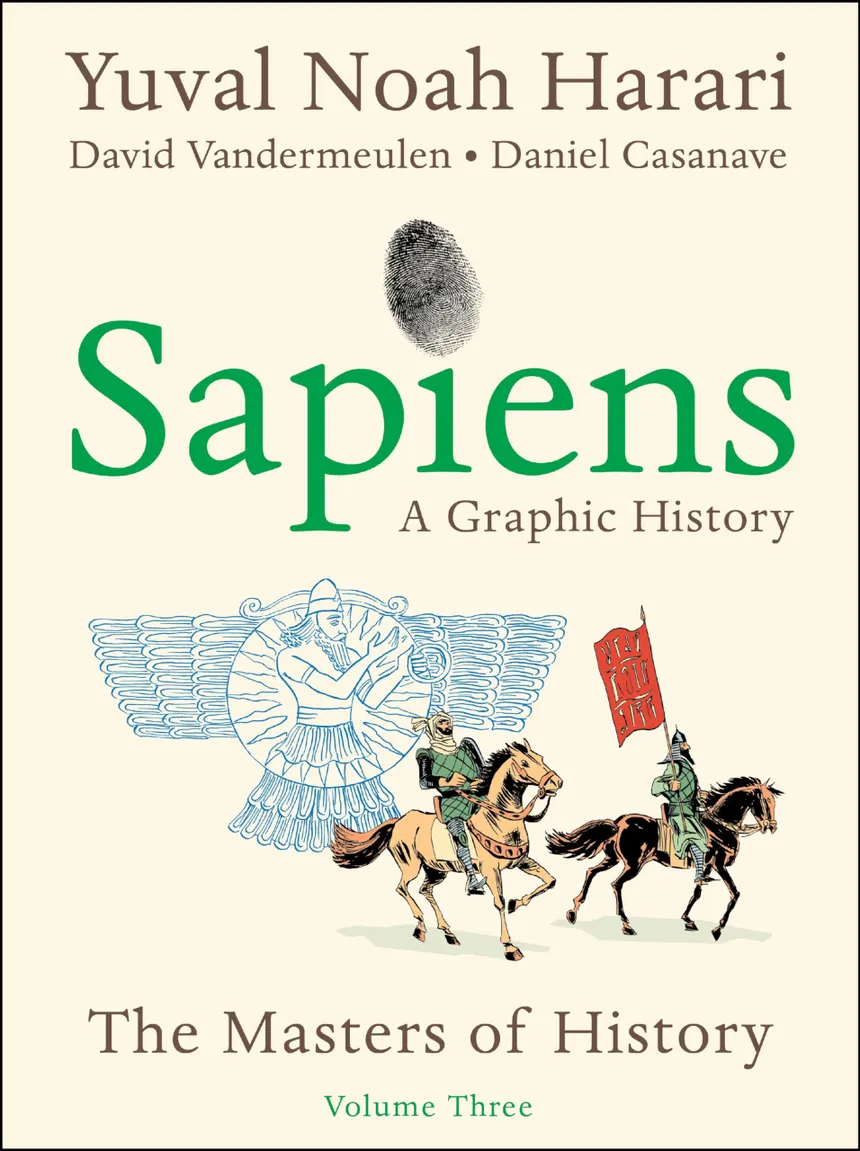 Yuval Noah Harari
David Vandermeulen • Daniel Casanave
Sapiens
A Graphic History
The Masters of History
Volume Three